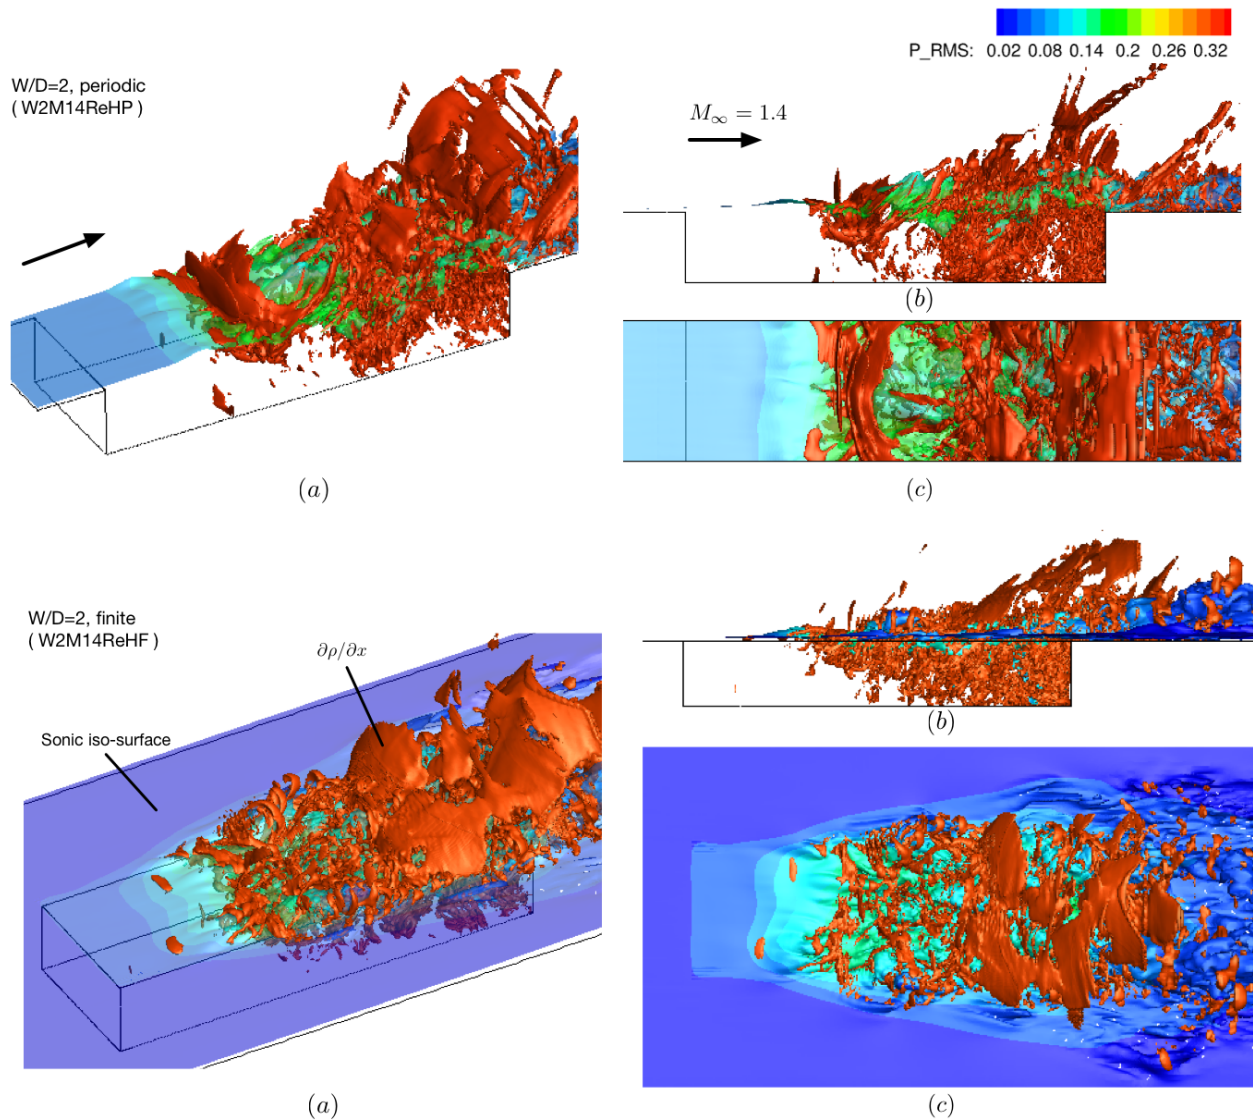 P_RMS: 0.02 0.08 0.14 0.2 0.26 0.32
W/D=2, periodic
( W2M14ReHP )
M∞ = 1.4
(b)
(a)
(c)
W/D=2, finite
( W2M14ReHF )
∂ρ/∂x
Sonic iso-surface
(b)
(a)
(c)